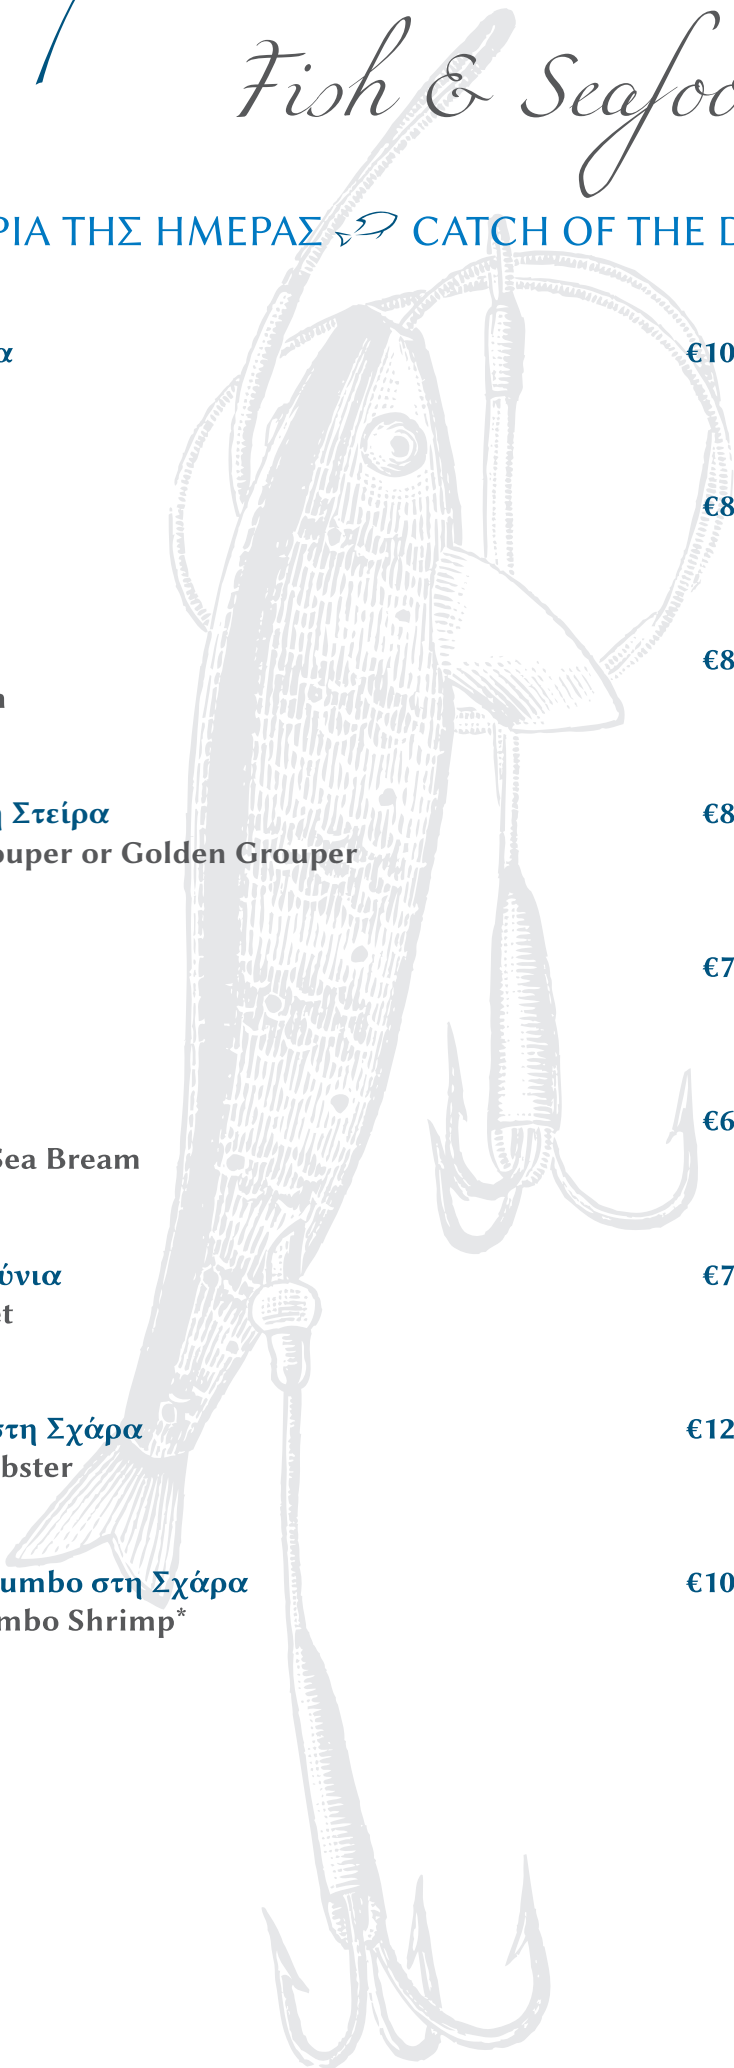 Fish & Seafoo
ΡΙΑ ΤΗΣ ΗΜΕΡΑΣ CATCH OF THE D
α €10
€8
€8
η Στείρα €8
ouper or Golden Grouper
€7
€6
Sea Bream
ύνια €7
et
στη Σχάρα €12
bster
umbo στη Σχάρα €10
mbo Shrimp*